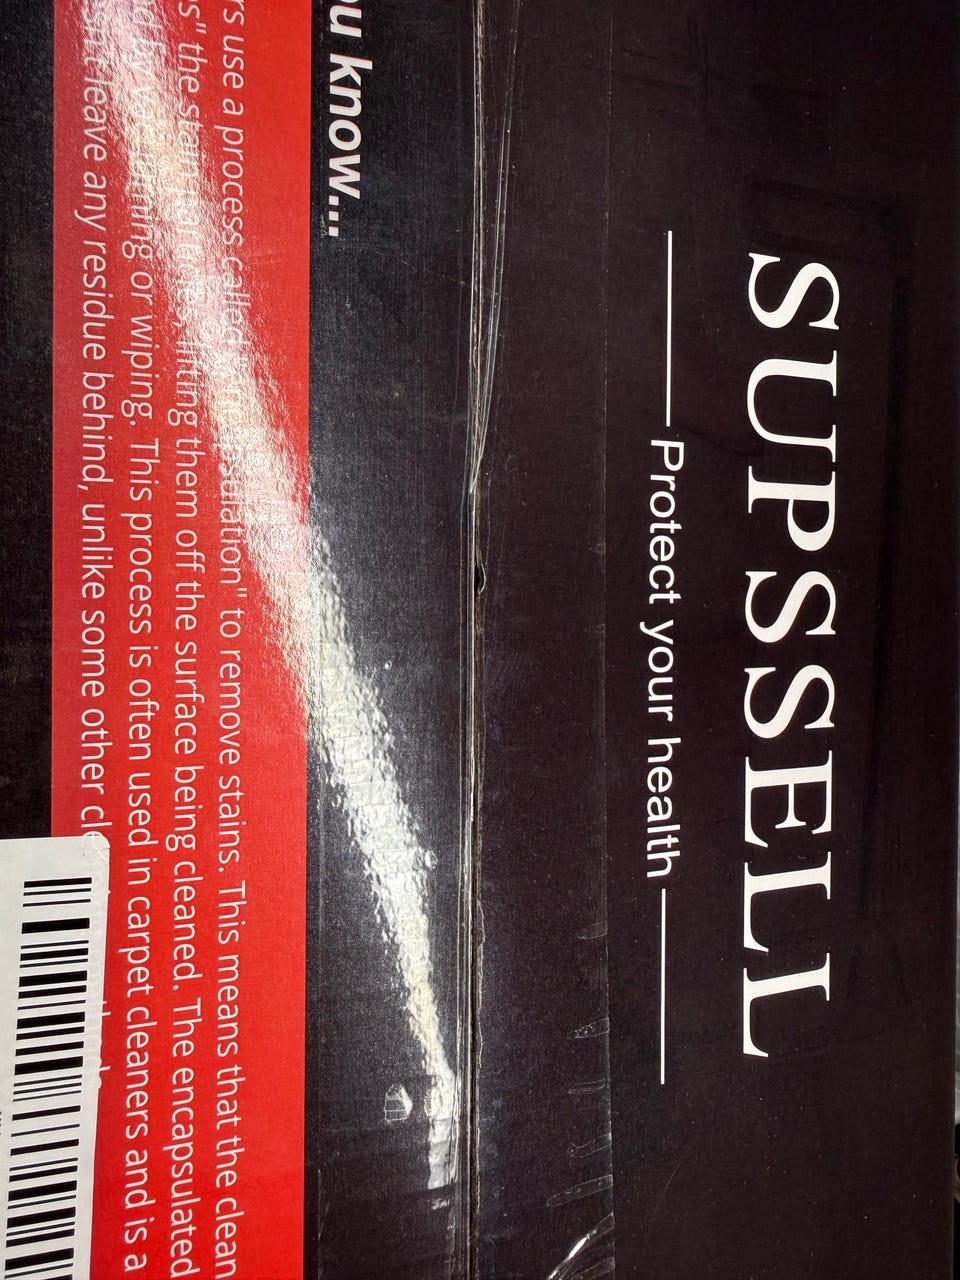 SUPSSELL
Protect your health
know...
use a process called "encapsulation" to remove stains. This means that the clean
the stain particles, lifting them off the surface being cleaned. The encapsulated
or wiping. This process is often used in carpet cleaners and is a
leave any residue behind, unlike some other